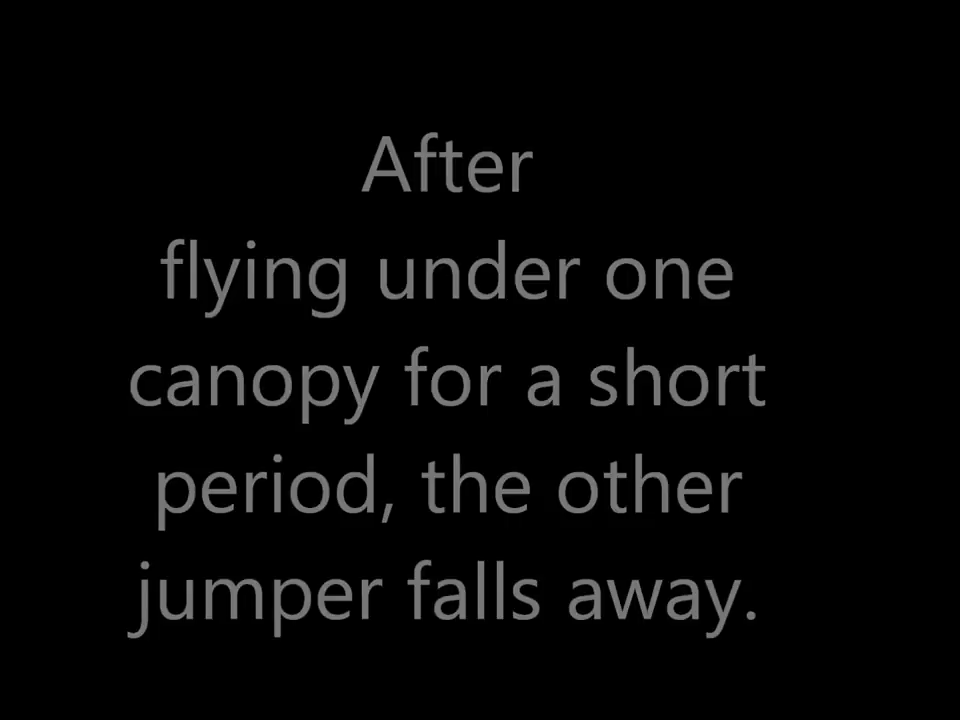 After
flying under one
canopy for a short
period, the other
jumper falls away.